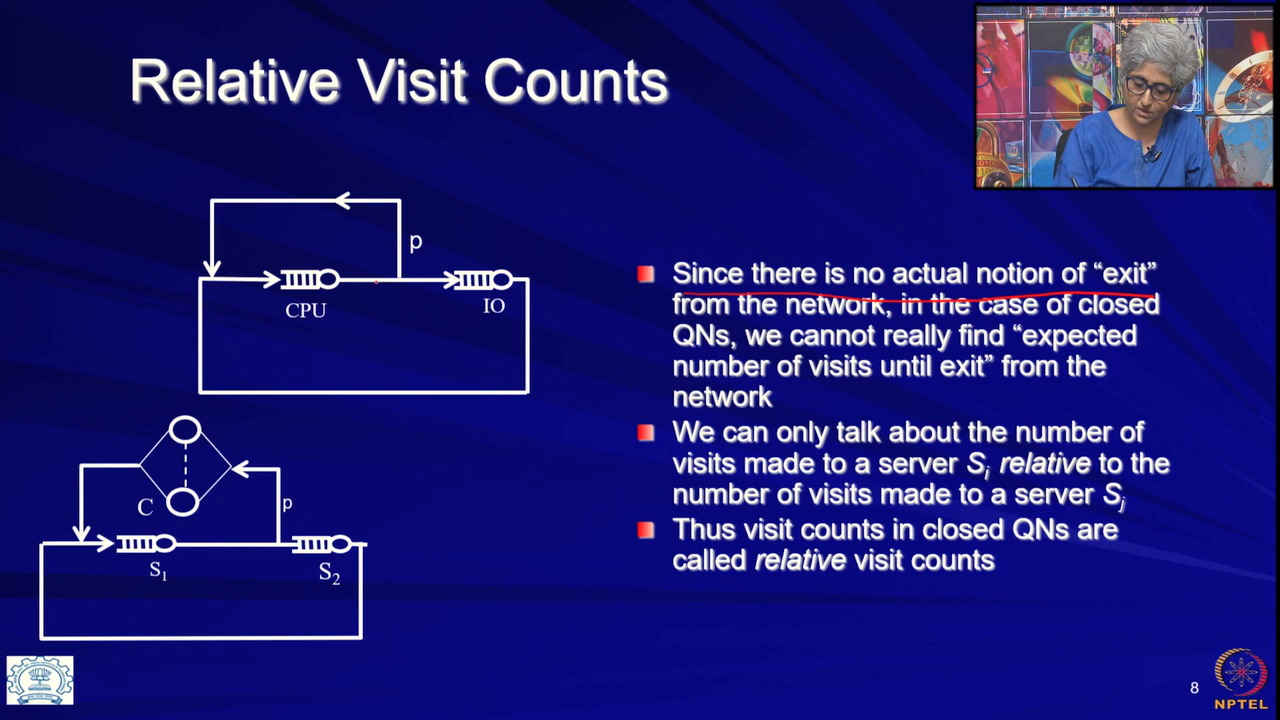 Relative Visit Counts
p
CPU
IO
C
p
S1
S2
Since there is no actual notion of “exit”
from the network, in the case of closed
QNs, we cannot really find “expected
number of visits until exit” from the
network
We can only talk about the number of
visits made to a server Si relative to the
number of visits made to a server Sj
Thus visit counts in closed QNs are
called relative visit counts
8
NPTEL